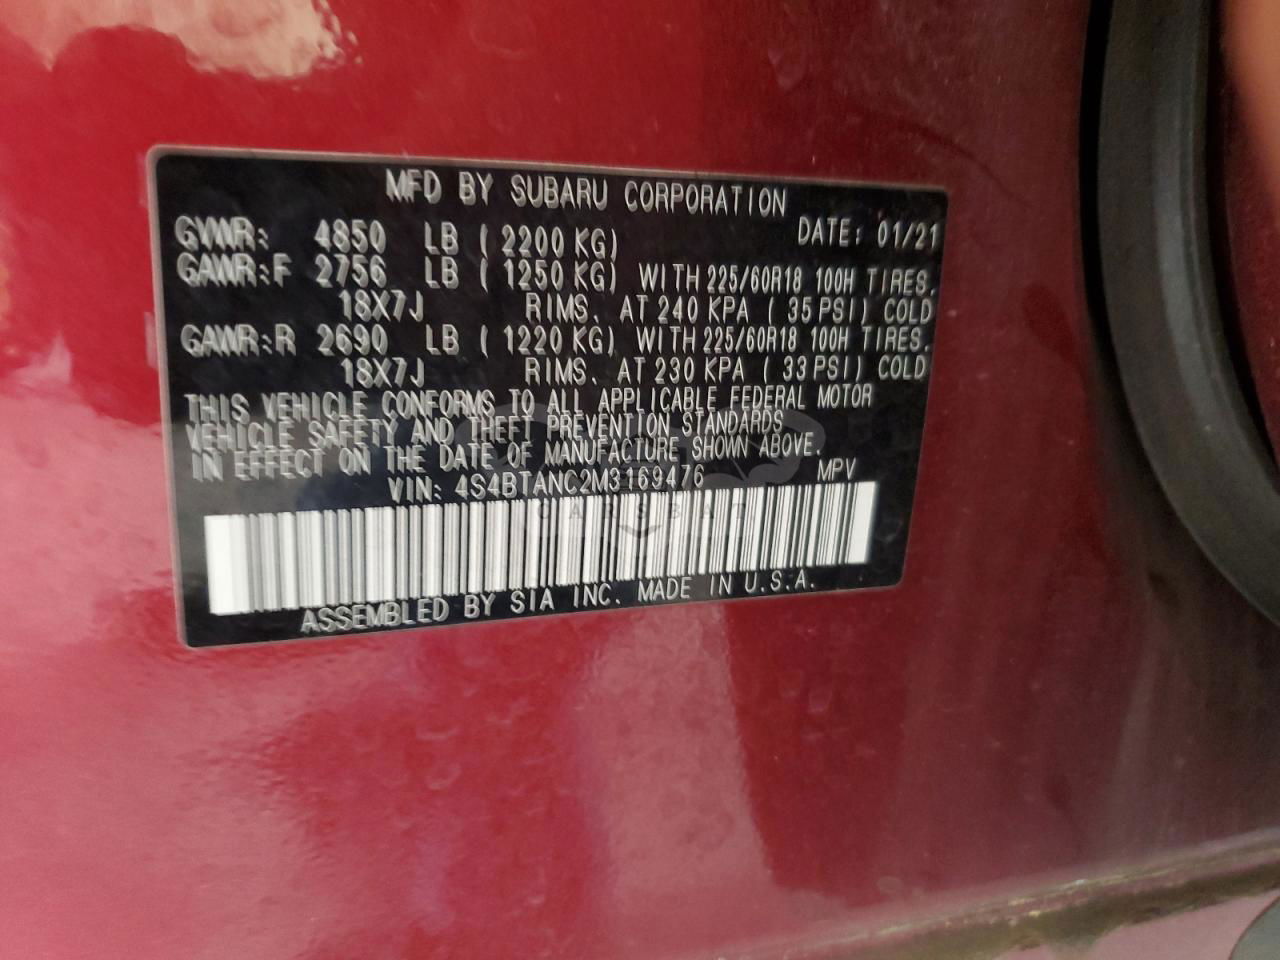 MFD BY SUBARU CORPORATION
DATE: 01/21
GVWR: 4850 LB ( 2200 KG)
GAWR:F 2756 LB ( 1250 KG) WITH 225/60R18 100H TIRES,
18X7J RIMS, AT 240 KPA ( 35 PSI) COLD
GAWR:R 2690 LB ( 1220 KG) WITH 225/60R18 100H TIRES,
18X7J RIMS, AT 230 KPA ( 33 PSI) COLD
THIS VEHICLE CONFORMS TO ALL APPLICABLE FEDERAL MOTOR
VEHICLE SAFETY AND THEFT PREVENTION STANDARDS
IN EFFECT ON THE DATE OF MANUFACTURE SHOWN ABOVE.
VIN: 4S4BTANC2M3169476 MPV
CARSBAT
ASSEMBLED BY SIA INC. MADE IN U.S.A.